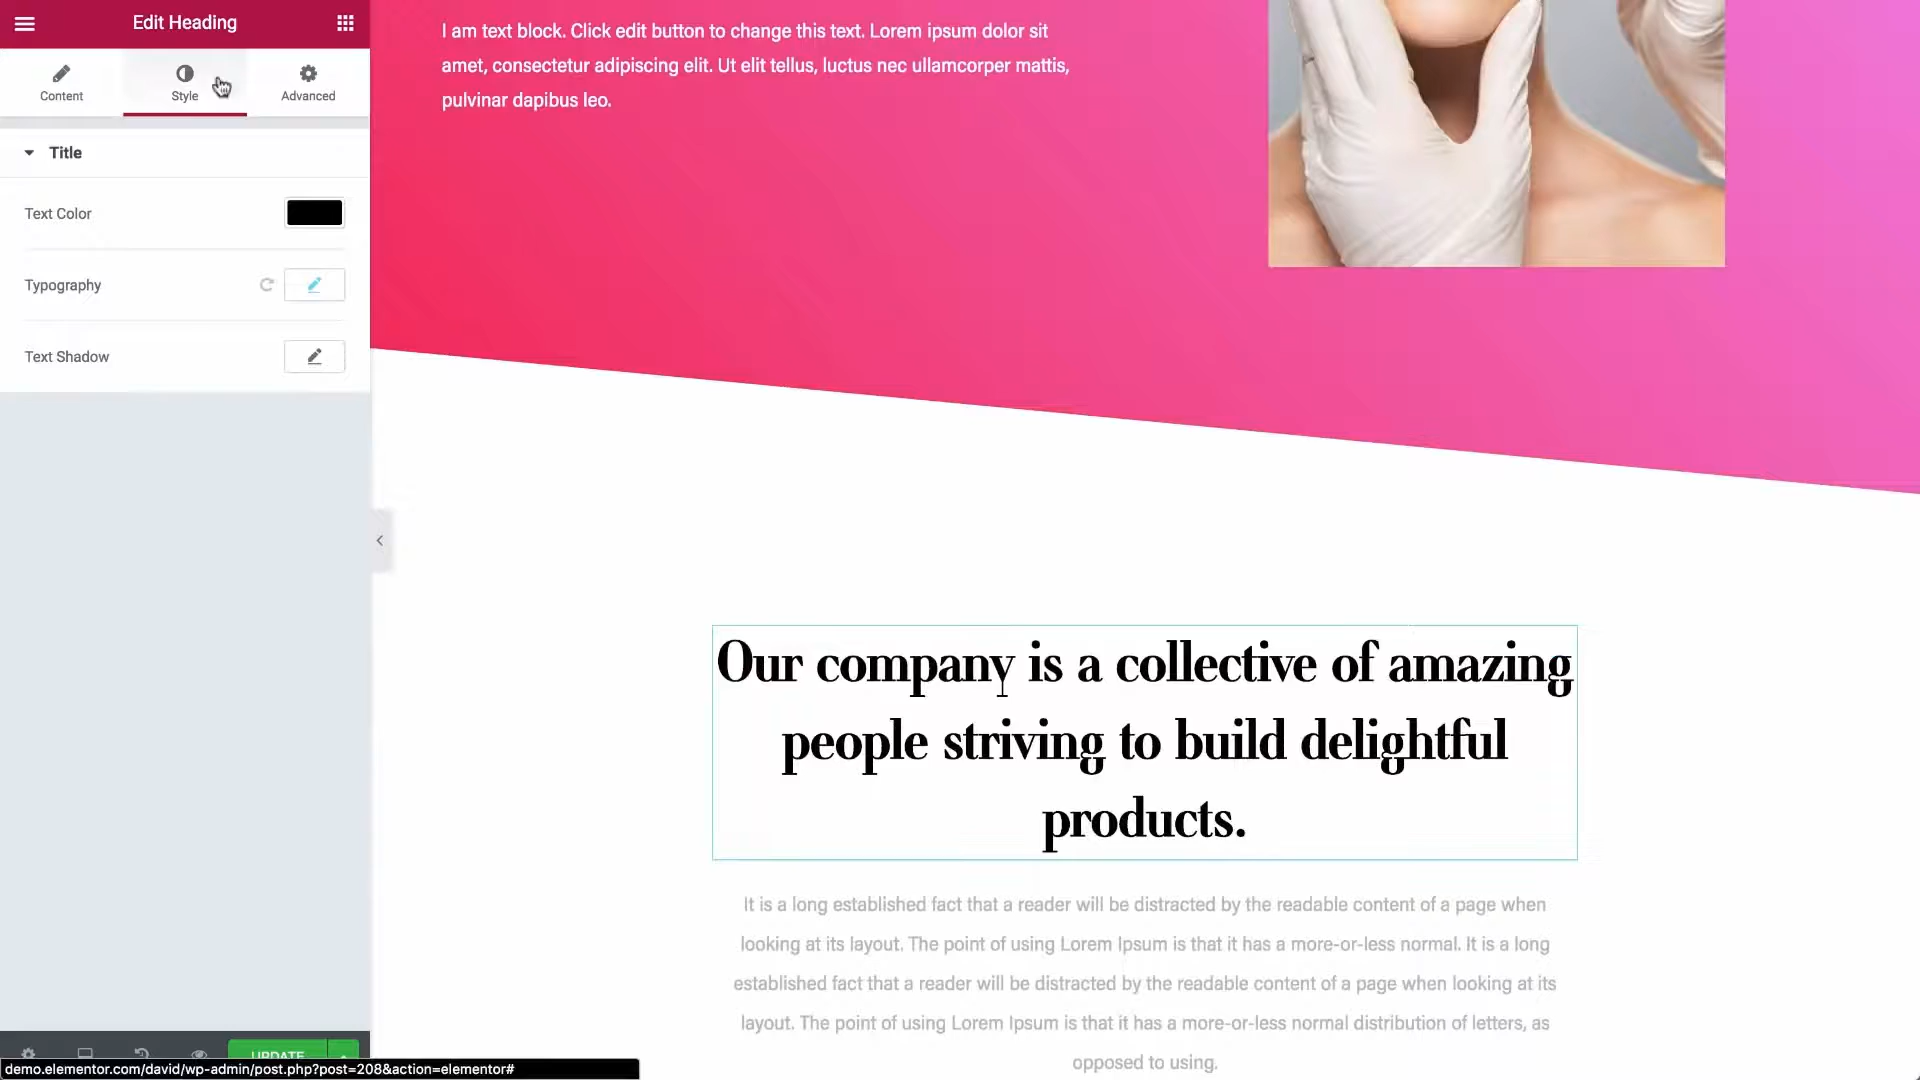 Edit Heading
Content
Style
Advanced
Title
Text Color
Typography
Text Shadow
UPDATE
demo.elementor.com/david/wp-admin/post.php?post=208&action=elementor#
I am text block. Click edit button to change this text. Lorem ipsum dolor sit
amet, consectetur adipiscing elit. Ut elit tellus, luctus nec ullamcorper mattis,
pulvinar dapibus leo.
Our company is a collective of amazing
people striving to build delightful
products.
It is a long established fact that a reader will be distracted by the readable content of a page when
looking at its layout. The point of using Lorem Ipsum is that it has a more-or-less normal. It is a long
established fact that a reader will be distracted by the readable content of a page when looking at its
layout. The point of using Lorem Ipsum is that it has a more-or-less normal distribution of letters, as
opposed to using.